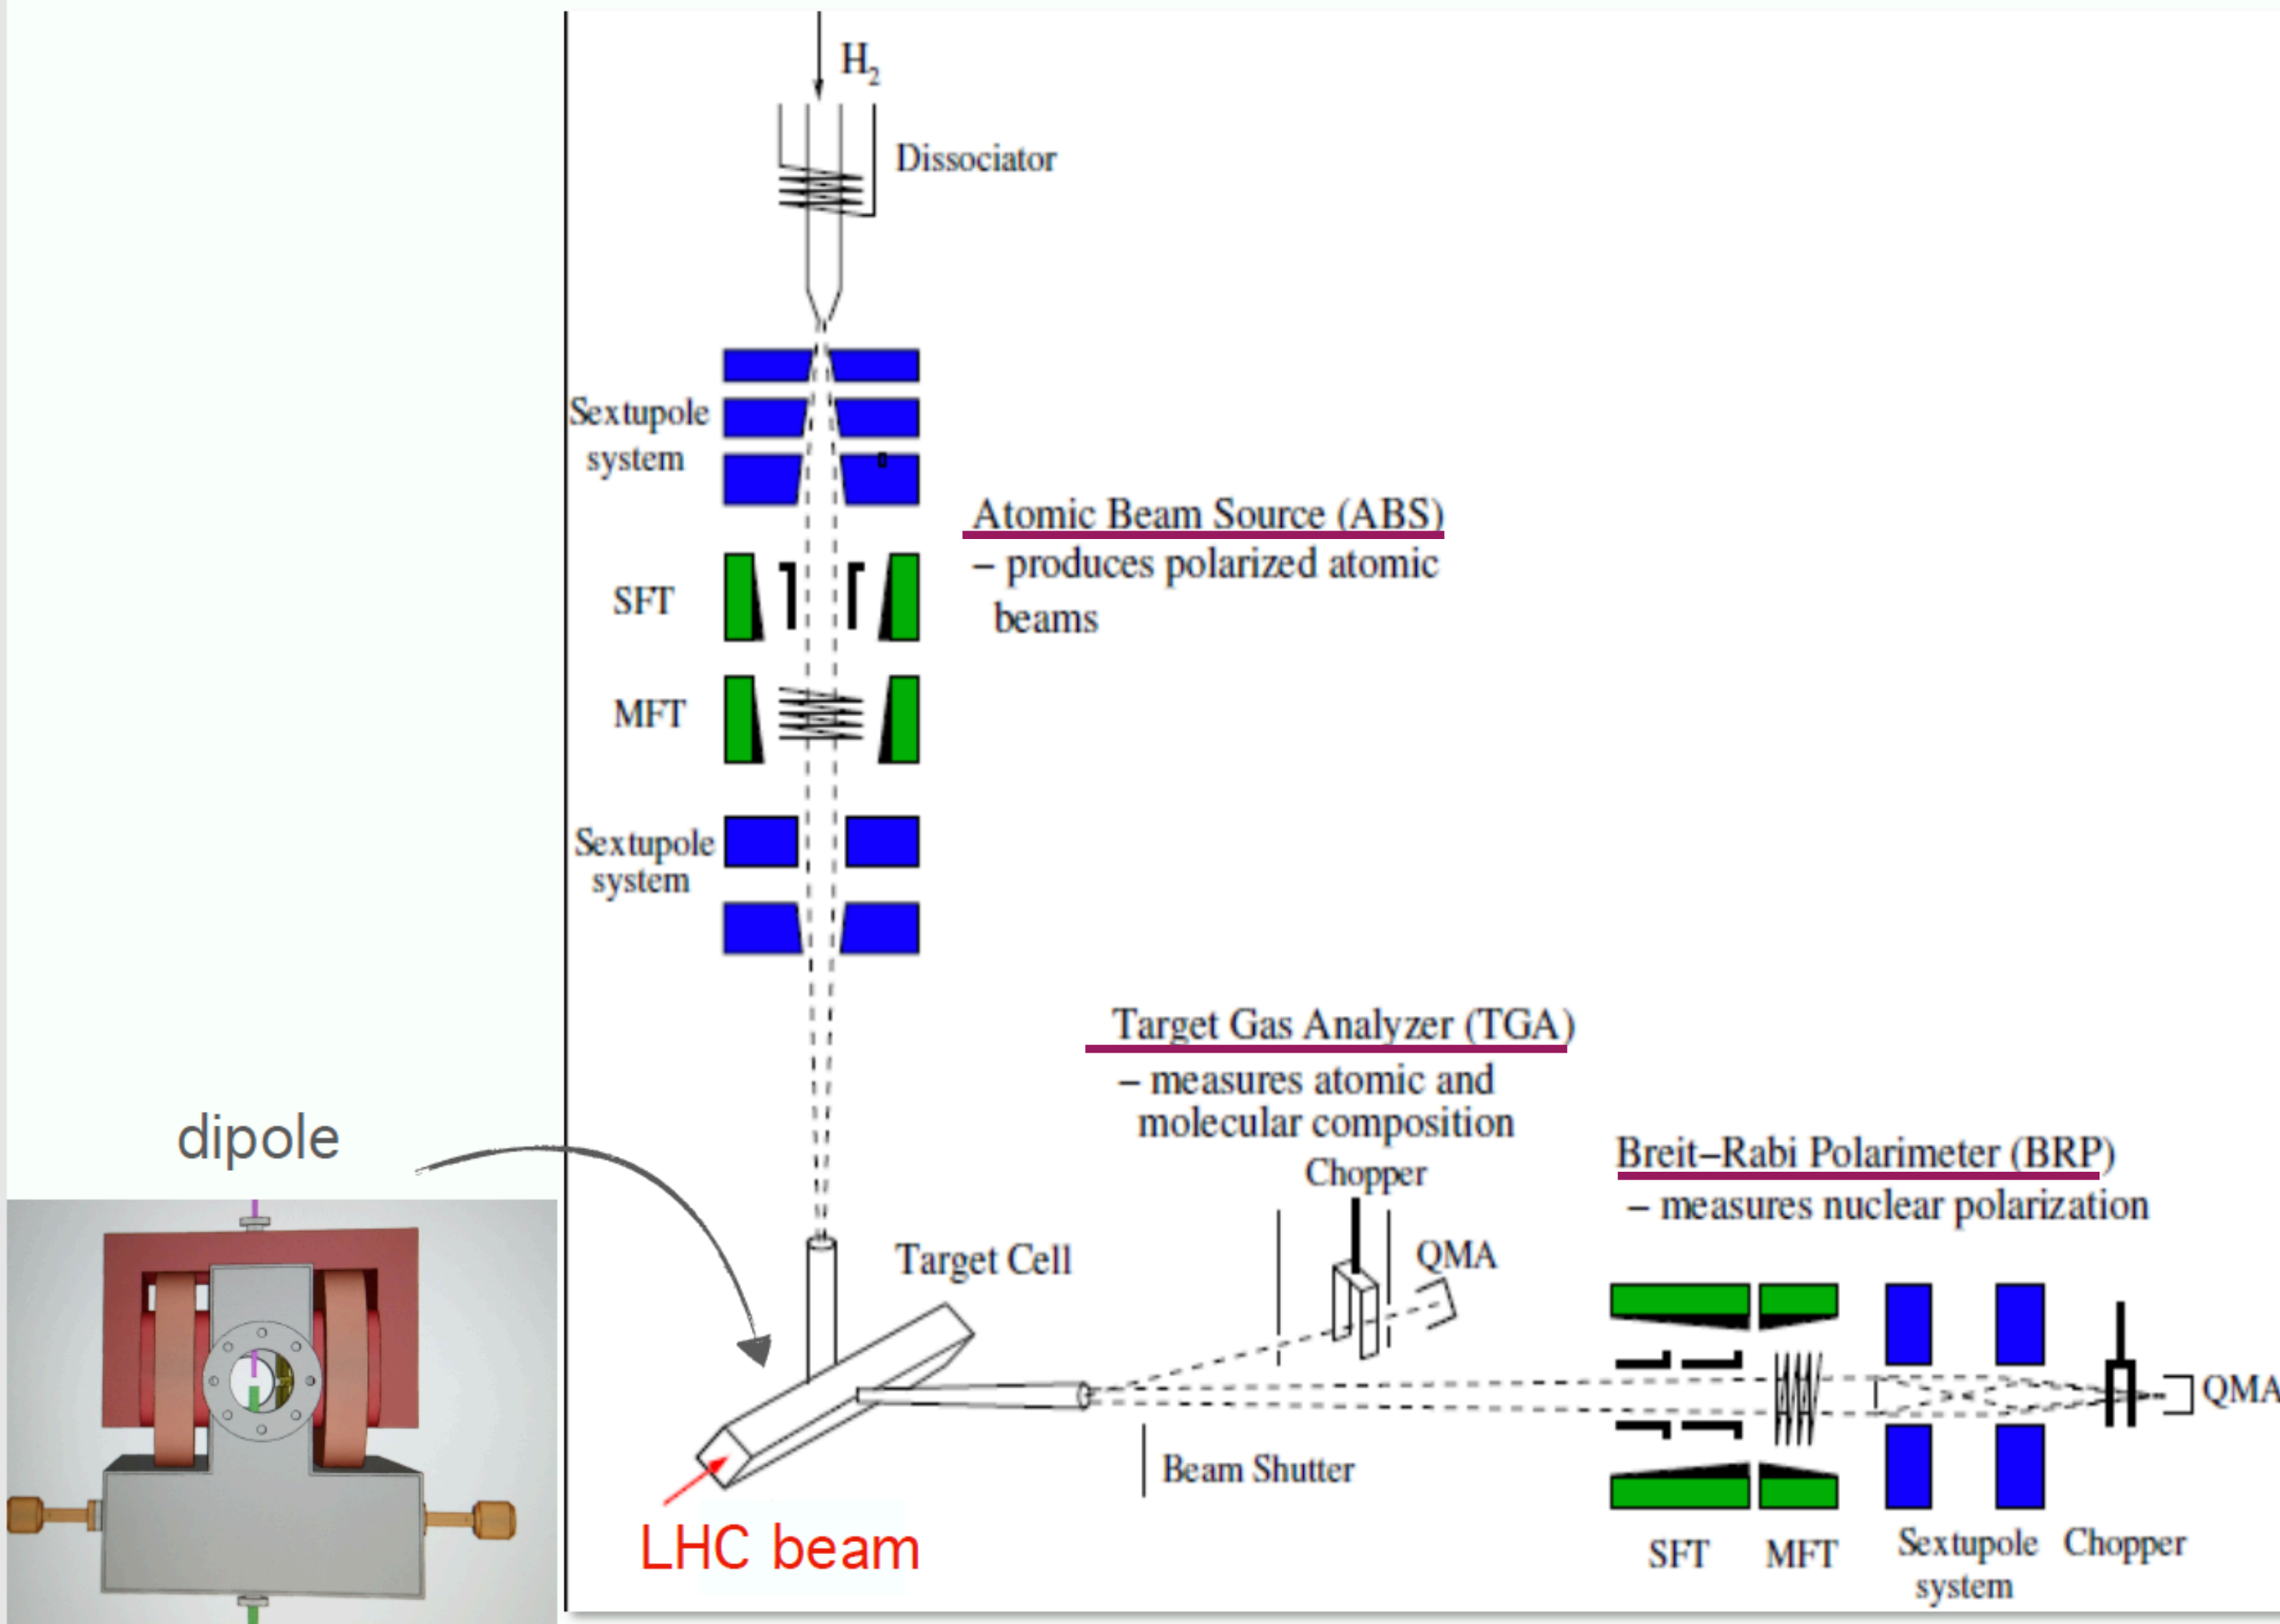 H₂
Dissociator
Sextupole
system
Atomic Beam Source (ABS)
– produces polarized atomic
beams
SFT
MFT
Sextupole
system
Target Gas Analyzer (TGA)
– measures atomic and
molecular composition
Chopper
QMA
dipole
Breit–Rabi Polarimeter (BRP)
– measures nuclear polarization
Target Cell
QMA
Beam Shutter
LHC beam
SFT
MFT
Sextupole
system
Chopper